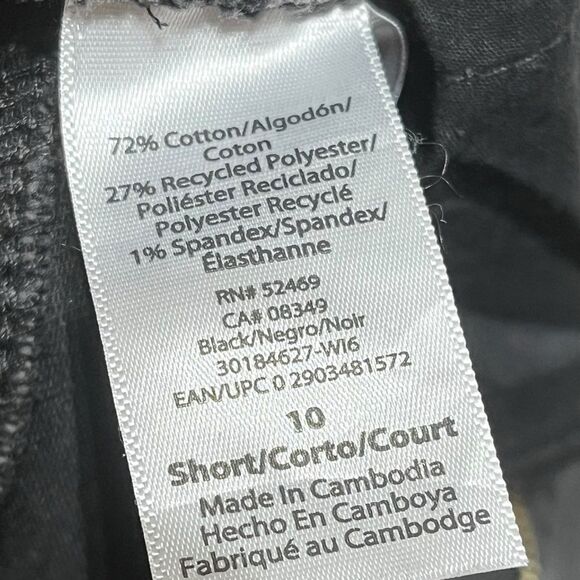 72% Cotton/Algodón/
Coton
27% Recycled Polyester/
Poliéster Reciclado/
Polyester Recyclé
1% Spandex/Spandex/
Élasthanne
RN# 52469
CA# 08349
Black/Negro/Noir
30184627-WI6
EAN/UPC 0 2903481572
10
Short/Corto/Court
Made In Cambodia
Hecho En Camboya
Fabriqué au Cambodge